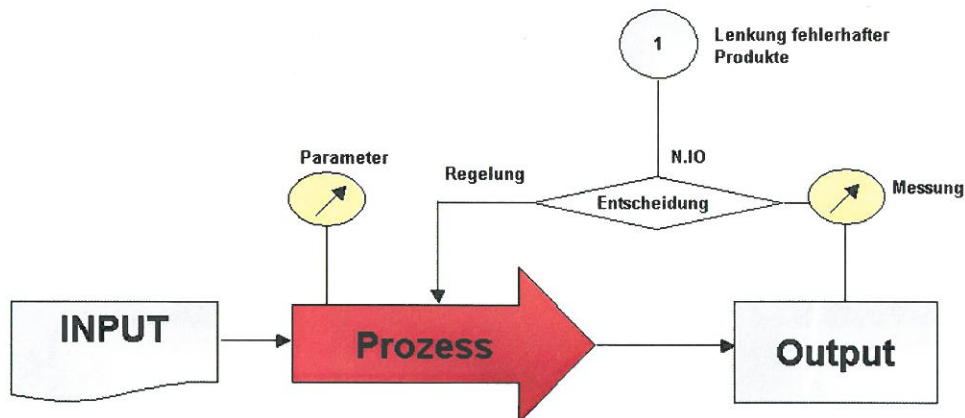 1
Lenkung fehlerhafter
Produkte
Parameter
Regelung
N.IO
Entscheidung
Messung
INPUT
Prozess
Output